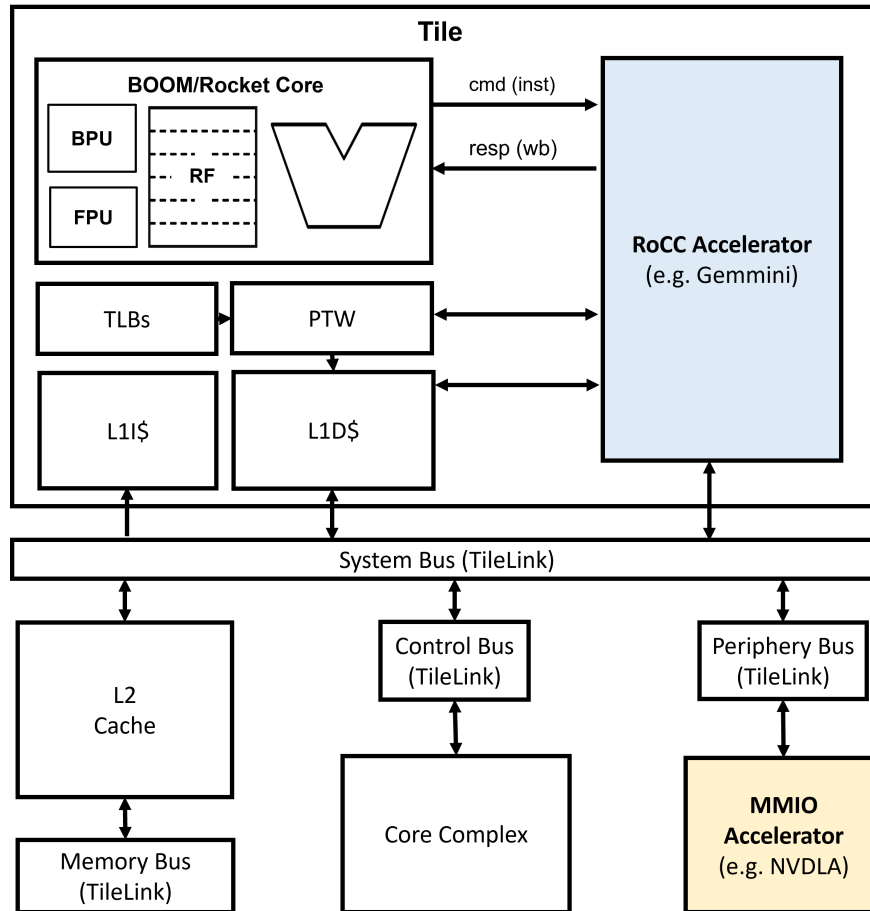 Tile
BOOM/Rocket Core
BPU
RF
FPU
cmd (inst)
resp (wb)
RoCC Accelerator
(e.g. Gemmini)
TLBs
PTW
L1I$
L1D$
System Bus (TileLink)
L2
Cache
Control Bus
(TileLink)
Periphery Bus
(TileLink)
Core Complex
MMIO
Accelerator
(e.g. NVDLA)
Memory Bus
(TileLink)